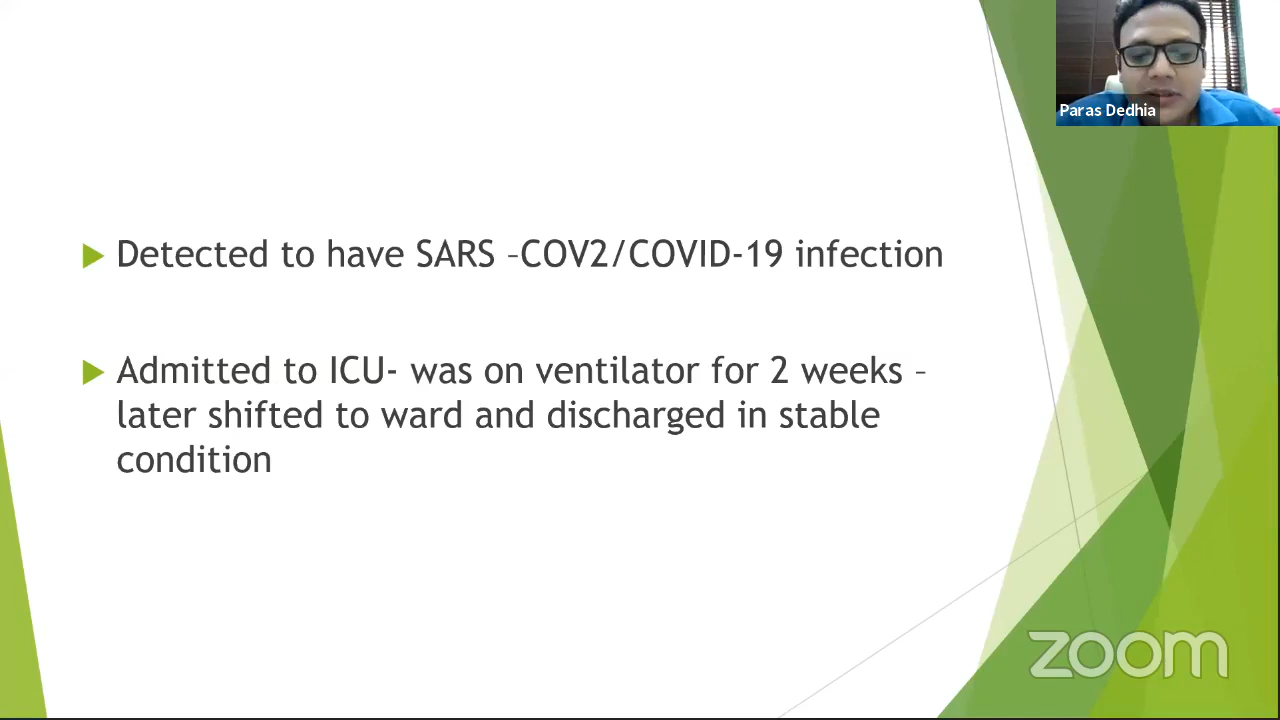 Paras Dedhia
Detected to have SARS –COV2/COVID-19 infection
Admitted to ICU- was on ventilator for 2 weeks –
later shifted to ward and discharged in stable
condition
zoom